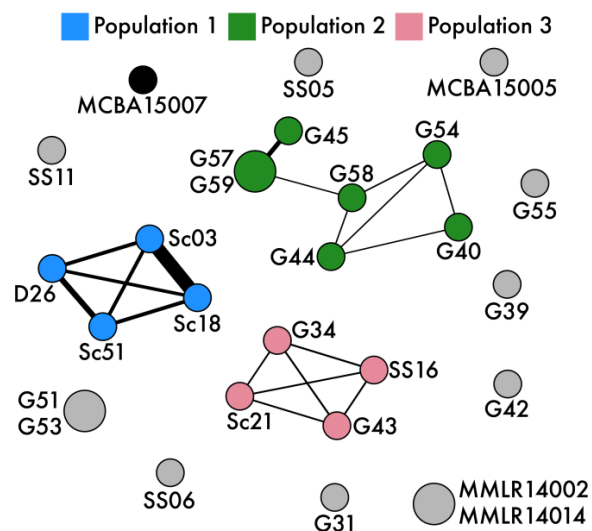 Population 1 Population 2 Population 3
MCBA15007
SS05
MCBA15005
SS11
G57
G59
G45
G58
G54
G55
G44
G40
Sc03
D26
Sc18
Sc51
G39
G34
SS16
Sc21
G43
G42
G51
G53
SS06
G31
MMLR14002
MMLR14014